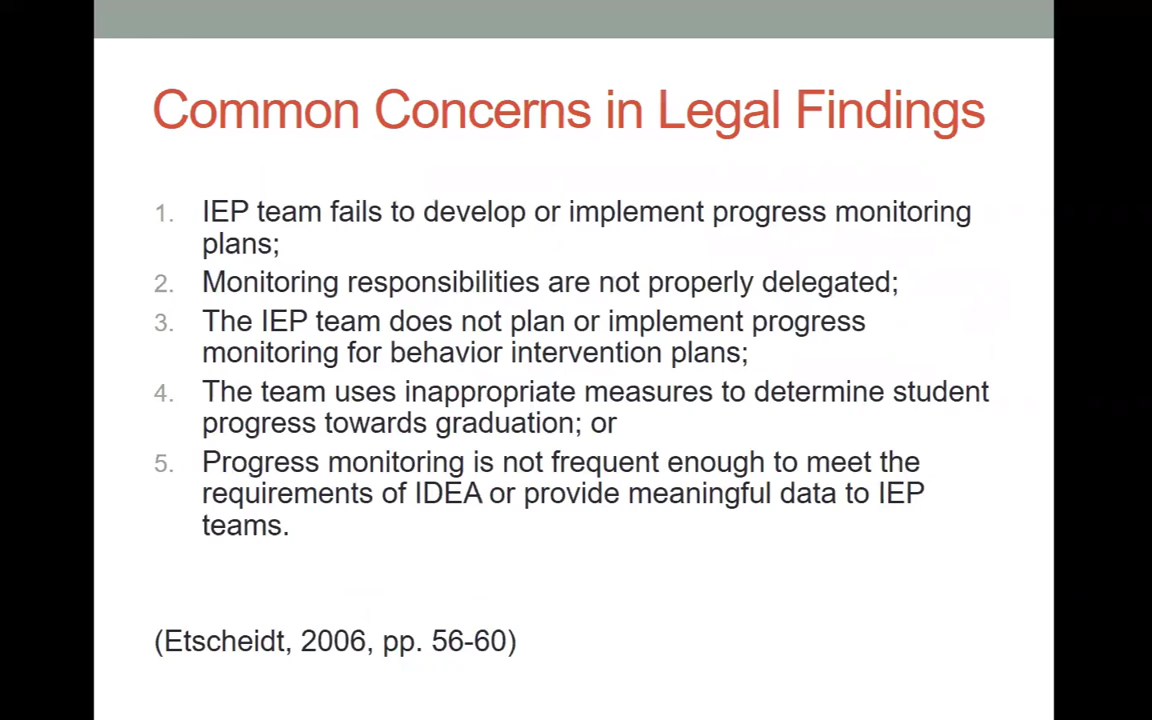 Common Concerns in Legal Findings
1. IEP team fails to develop or implement progress monitoring
plans;
2. Monitoring responsibilities are not properly delegated;
3. The IEP team does not plan or implement progress
monitoring for behavior intervention plans;
4. The team uses inappropriate measures to determine student
progress towards graduation; or
5. Progress monitoring is not frequent enough to meet the
requirements of IDEA or provide meaningful data to IEP
teams.
(Etscheidt, 2006, pp. 56-60)